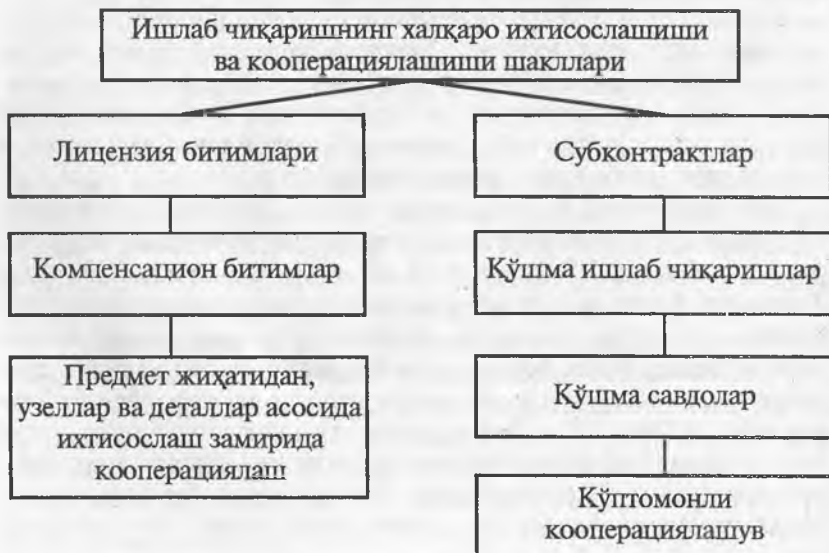 Ишлаб чиқаришнинг халқаро ихтисослашиши
ва кооперациялашиши шакллари
Лицензия битимлари
Субконтрактлар
Компенсацион битимлар
Қўшма ишлаб чиқаришлар
Предмет жиҳатидан,
узеллар ва деталлар асосида
ихтисослаш замирида
кооперациялаш
Қўшма савдолар
Қўптомонли
кооперациялашув